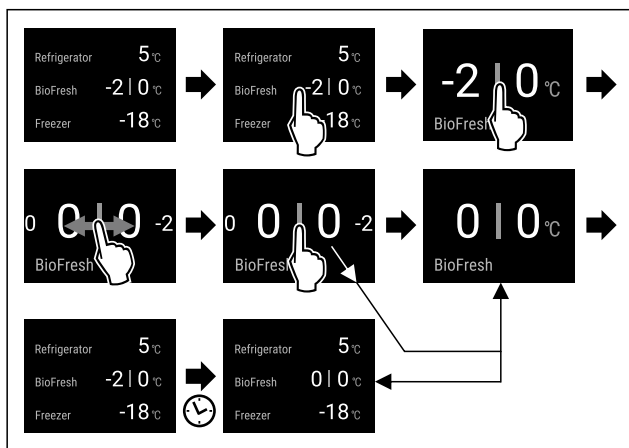 Refrigerator 5 °C
BioFresh -2 | 0 °C
Freezer -18 °C
Refrigerator 5 °C
BioFresh -2 | 0 °C
Freezer -18 °C
-2 | 0 °C
BioFresh
0 0 | 0 -2
BioFresh
0 0 | 0 -2
BioFresh
0 | 0 °C
BioFresh
Refrigerator 5 °C
BioFresh -2 | 0 °C
Freezer -18 °C
Refrigerator 5 °C
BioFresh 0 | 0 °C
Freezer -18 °C